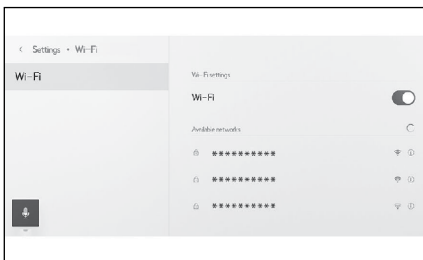 < Settings • Wi-Fi
Wi-Fi
Wi-Fi settings
Wi-Fi
Available networks
**********
**********
**********